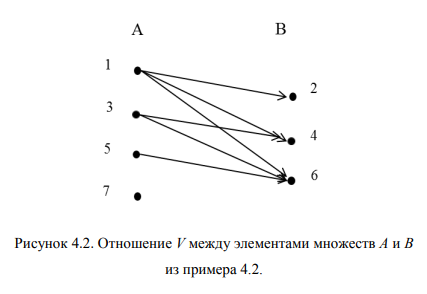 A B
1 2
3 4
5 6
7
Рисунок 4.2. Отношение V между элементами множеств A и B
из примера 4.2.